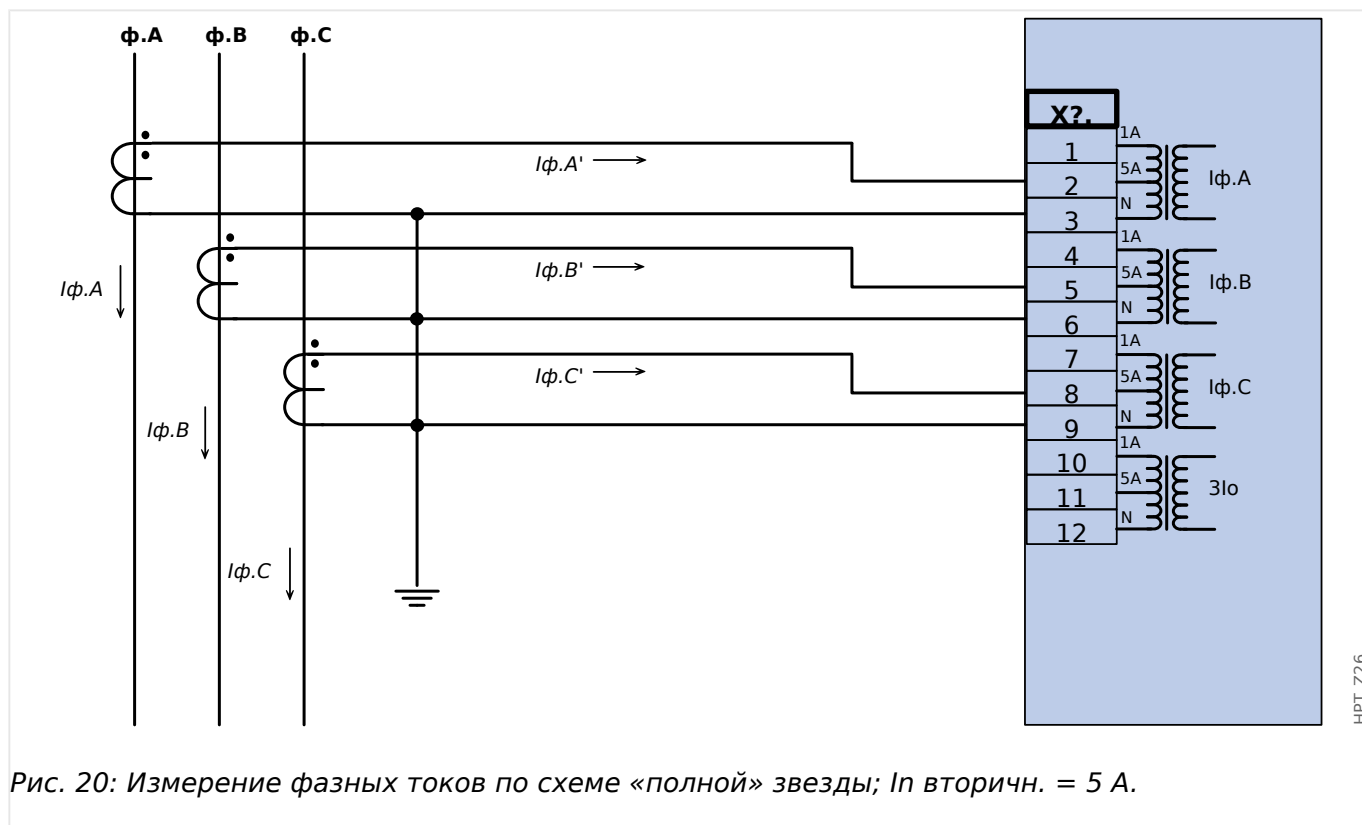 ф.A ф.B ф.C
X?.
1A
1
Iф.A'
5A
2
Iф.A
N
3
1A
4
Iф.B'
5A
5
Iф.B
Iф.A
N
6
1A
7
Iф.C'
5A
8
Iф.C
N
9
Iф.B
1A
10
5A
11
3Io
N
12
Iф.C
Рис. 20: Измерение фазных токов по схеме «полной» звезды; In вторичн. = 5 A.